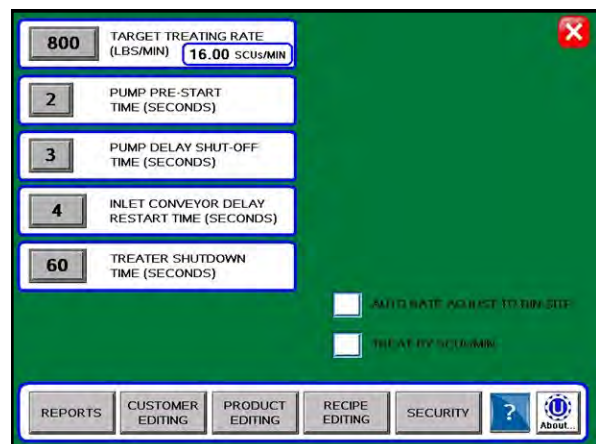 800
TARGET TREATING RATE
(LBS/MIN) 16.00 SCUs/MIN
2
PUMP PRE-START
TIME (SECONDS)
3
PUMP DELAY SHUT-OFF
TIME (SECONDS)
4
INLET CONVEYOR DELAY
RESTART TIME (SECONDS)
60
TREATER SHUTDOWN
TIME (SECONDS)
AUTO RATE ADJUST TO BIN SITE
TREAT BY SCUs/MIN
REPORTS
CUSTOMER
EDITING
PRODUCT
EDITING
RECIPE
EDITING
SECURITY
?
U
About...